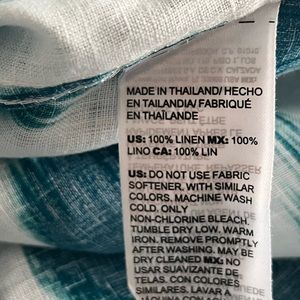 MADE IN THAILAND/ HECHO
EN TAILANDIA/ FABRIQUÉ
EN THAÏLANDE
US: 100% LINEN MX: 100%
LINO CA: 100% LIN
US: DO NOT USE FABRIC
SOFTENER, WITH SIMILAR
COLORS, MACHINE WASH
COLD. ONLY
NON-CHLORINE BLEACH.
TUMBLE DRY LOW. WARM
IRON. REMOVE PROMPTLY
AFTER WASHING. MAY BE
DRY CLEANED MX: NO
USAR SUAVIZANTE DE
TELAS. CON COLORES
SIMILARES, LAVAR A
MÁQUINA CON AGUA